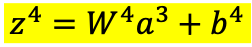 z⁴ = W⁴a³ + b⁴